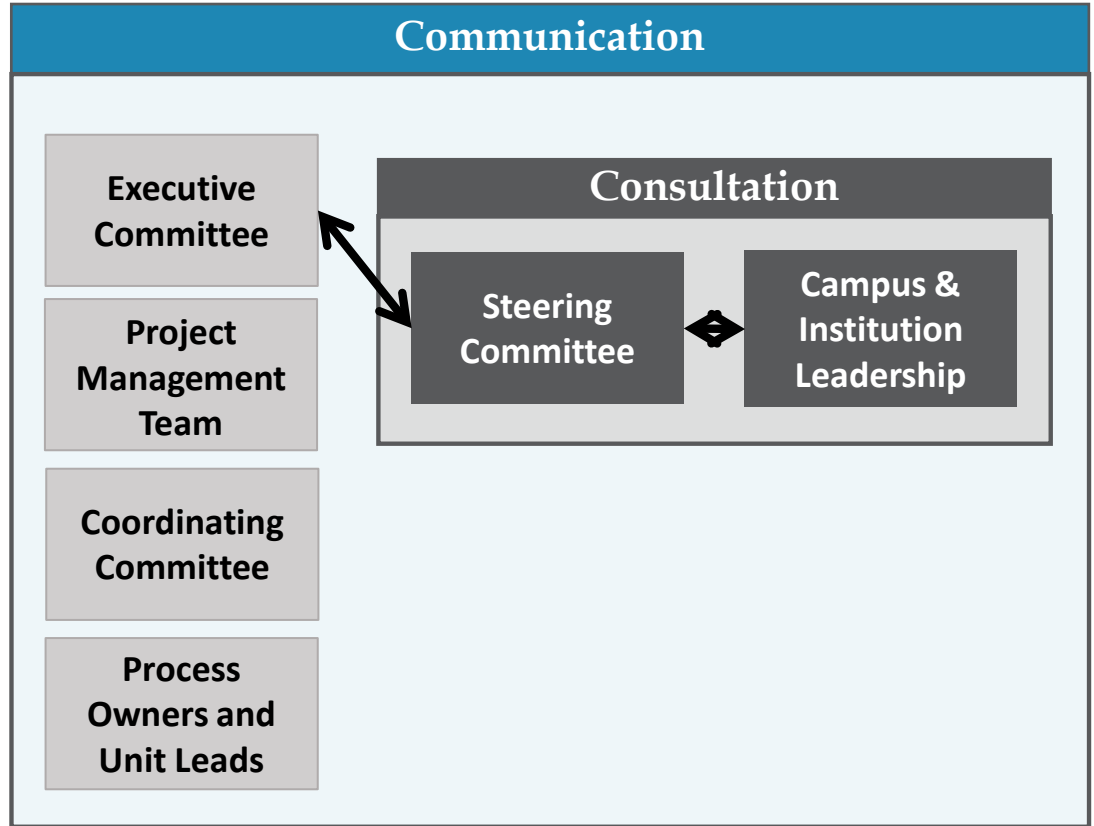 Communication
Executive
Committee
Project
Management
Team
Coordinating
Committee
Process
Owners and
Unit Leads
Consultation
Steering
Committee
Campus &
Institution
Leadership